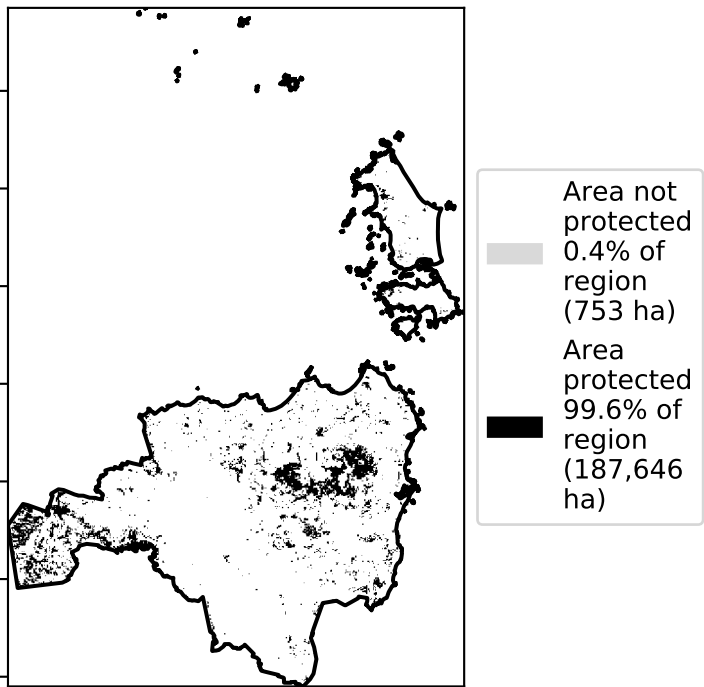 Area not
protected
0.4% of
region
(753 ha)
Area
protected
99.6% of
region
(187,646
ha)